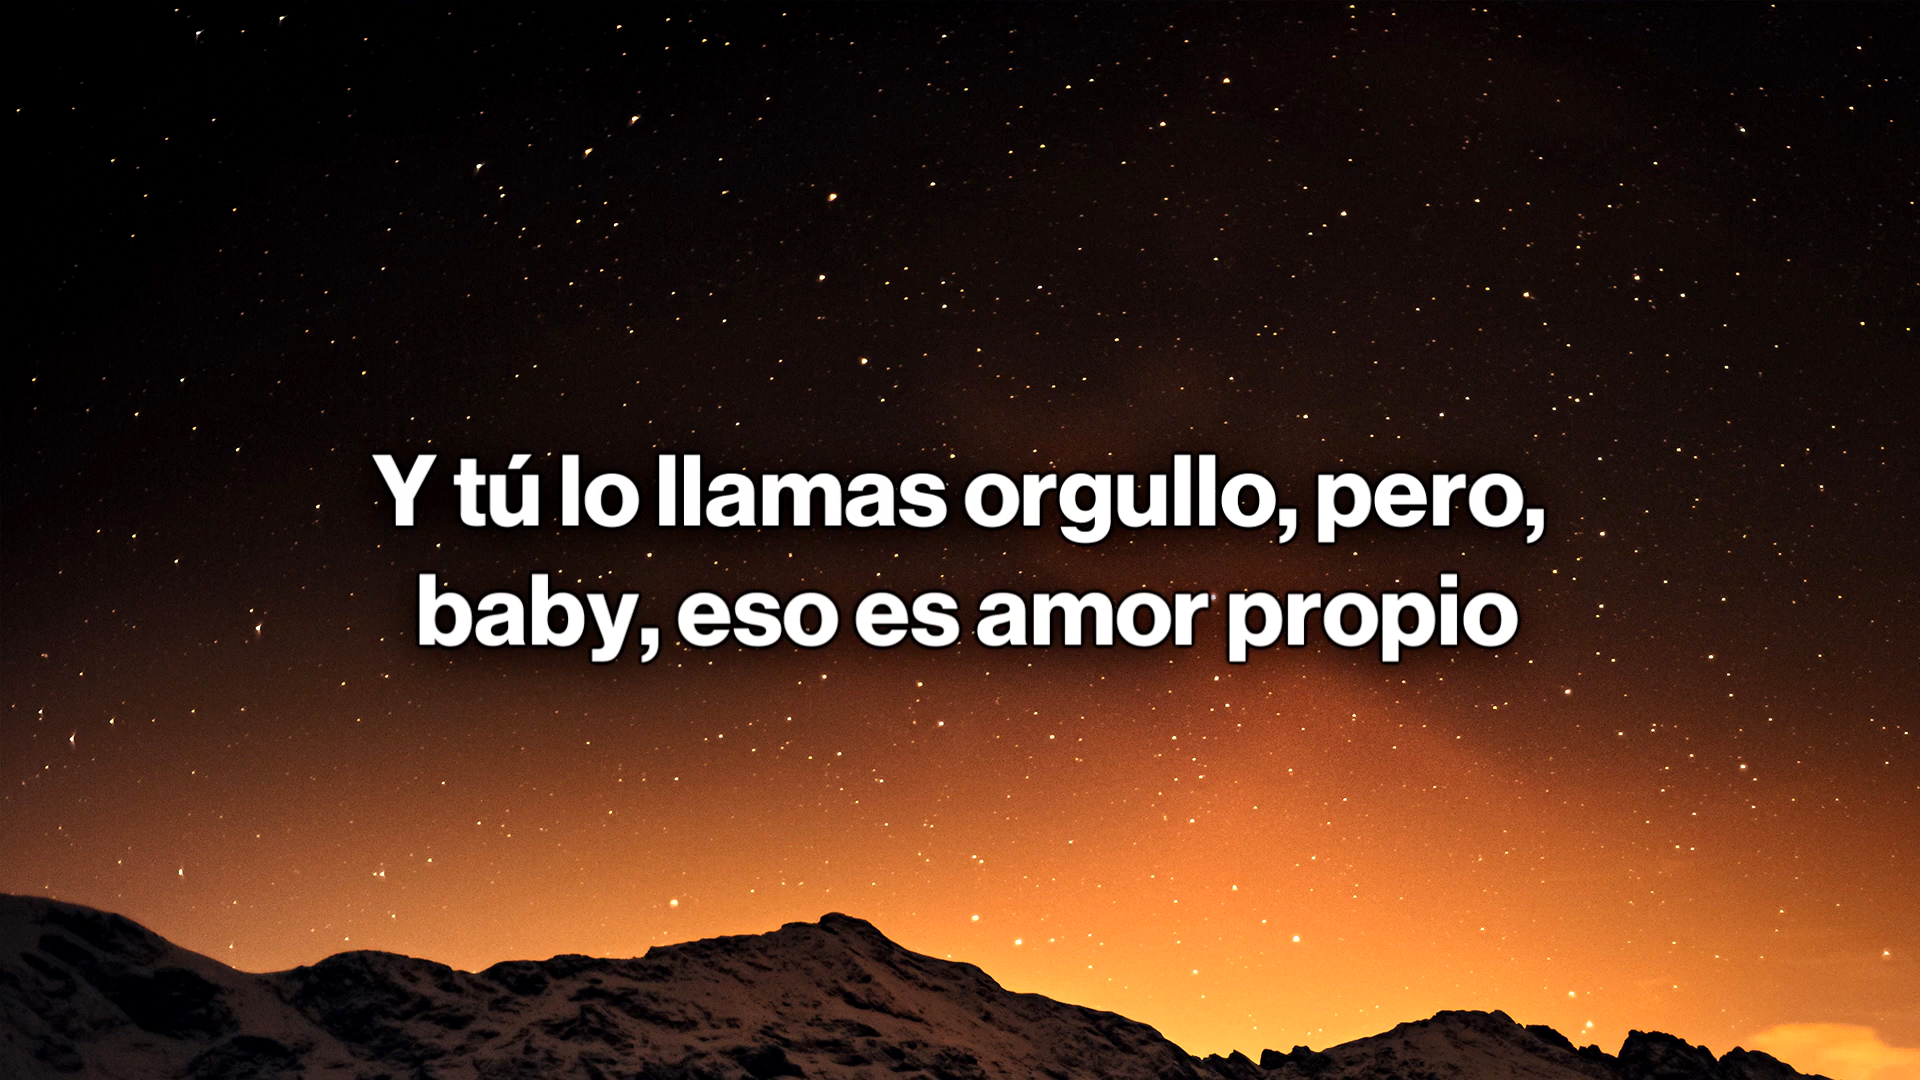 Y tú lo llamas orgullo, pero,
baby, eso es amor propio